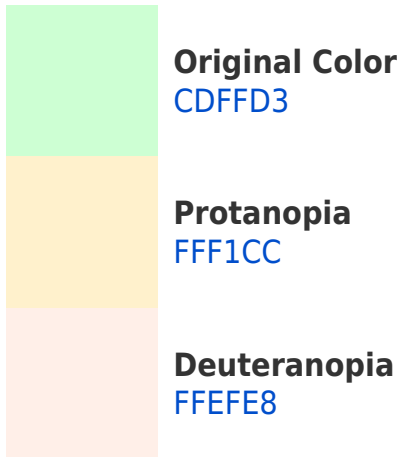 Original Color
CDFFD3
Protanopia
FFF1CC
Deuteranopia
FFEFE8